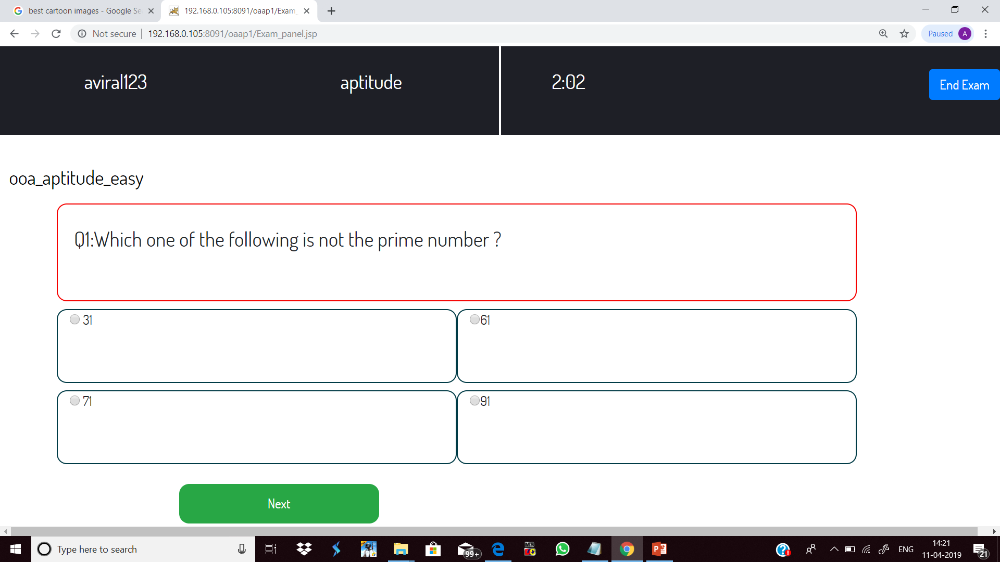 best cartoon images - Google Se
192.168.0.105:8091/oaap1/Exam_
Not secure
192.168.0.105:8091/oaap1/Exam_panel.jsp
Paused
A
aviral123
aptitude
2:02
End Exam
ooa_aptitude_easy
Q1:Which one of the following is not the prime number ?
31
61
71
91
Next
Type here to search
99+
ENG
14:21
11-04-2019
21